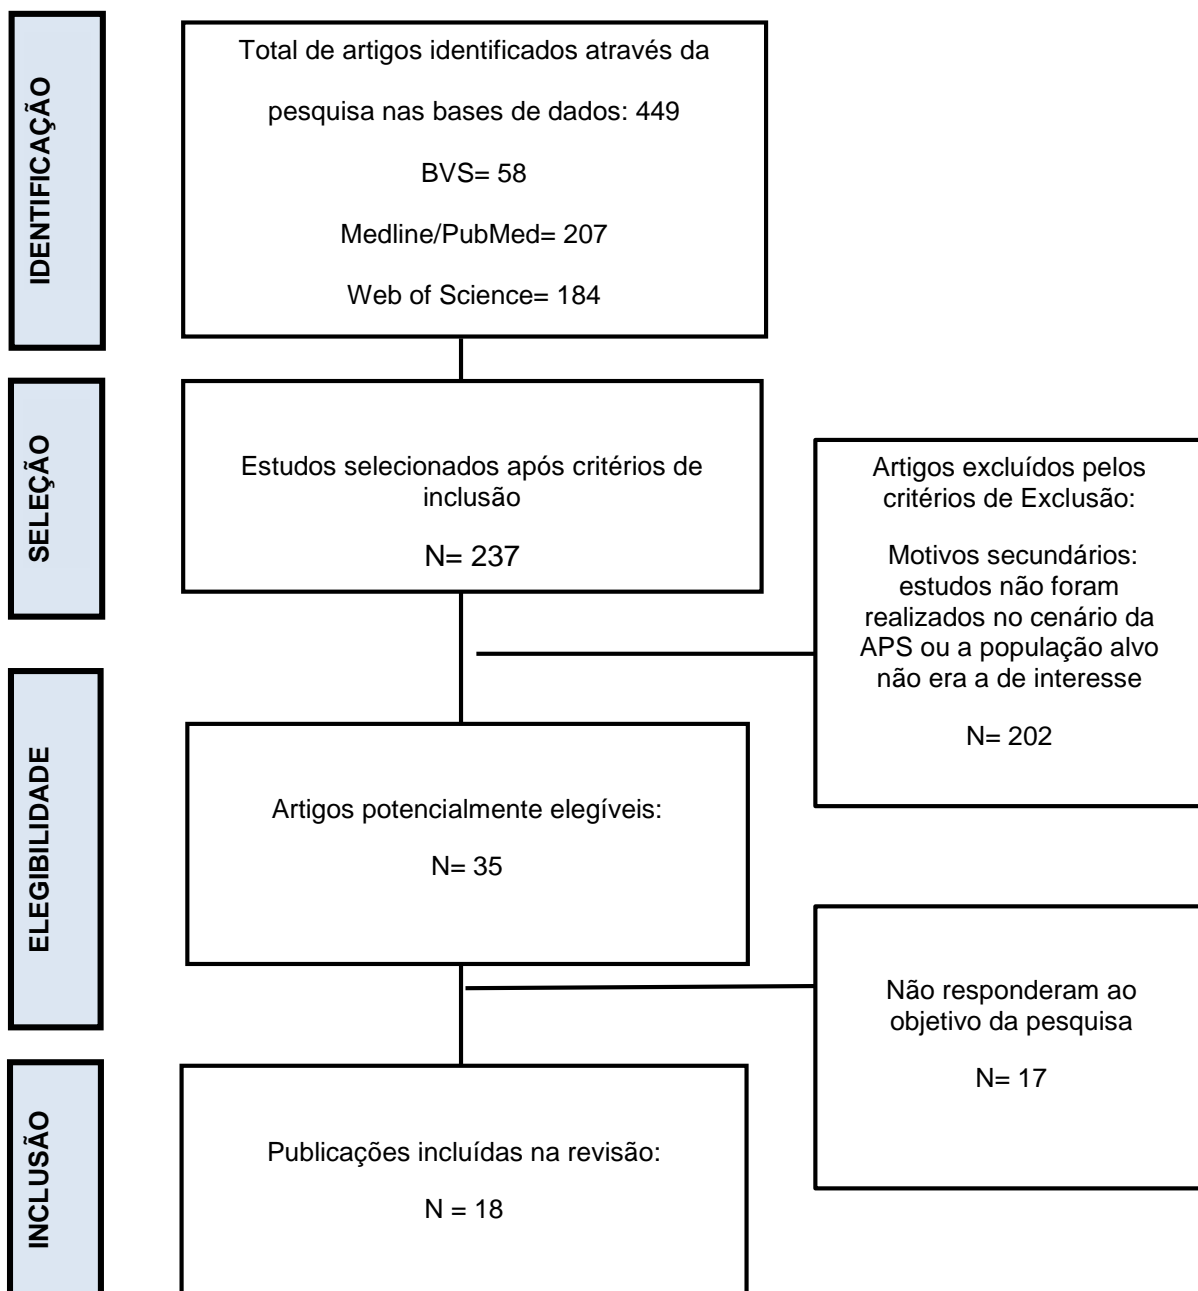 IDENTIFICAÇÃO
Total de artigos identificados através da
pesquisa nas bases de dados: 449
BVS= 58
Medline/PubMed= 207
Web of Science= 184
SELEÇÃO
Estudos selecionados após critérios de
inclusão
N= 237
Artigos excluídos pelos
critérios de Exclusão:
Motivos secundários:
estudos não foram
realizados no cenário da
APS ou a população alvo
não era a de interesse
N= 202
ELEGIBILIDADE
Artigos potencialmente elegíveis:
N= 35
Não responderam ao
objetivo da pesquisa
N= 17
INCLUSÃO
Publicações incluídas na revisão:
N = 18